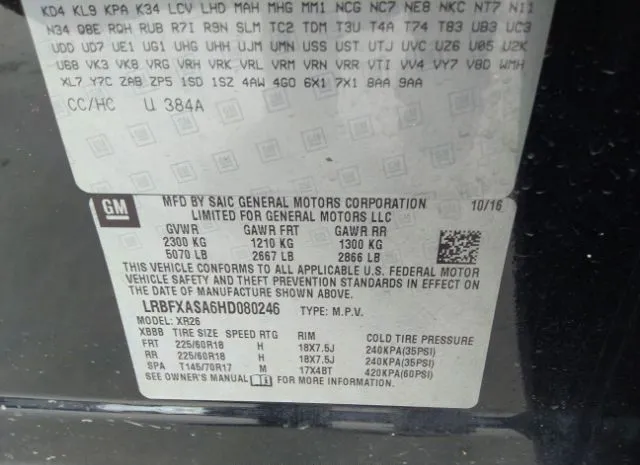 KD4 KL9 KPA K34 LCV LHD MAH MHG MM1 NCG NC7 NE8 NKC NT7 N11
N34 Q8E RQH RUB R7I R9N SLM TC2 TDM T3U T4A T74 T83 UB3 UC3
UDD UD7 UE1 UG1 UHG UHH UJM UMN USS UST UTJ UVC UZ6 U05 U2K
U68 VK3 VK8 VRG VRH VRK VRL VRM VRN VRR VTI VV4 VY7 V8D WMH
XL7 Y7C ZAB ZP5 1SD 1SZ 4AW 4G0 6X1 7X1 8AA 9AA
CC/HC U 384A
GM
MFD BY SAIC GENERAL MOTORS CORPORATION 10/16
LIMITED FOR GENERAL MOTORS LLC
GVWR GAWR FRT GAWR RR
2300 KG 1210 KG 1300 KG
5070 LB 2667 LB 2866 LB
THIS VEHICLE CONFORMS TO ALL APPLICABLE U.S. FEDERAL MOTOR
VEHICLE SAFETY AND THEFT PREVENTION STANDARDS IN EFFECT ON
THE DATE OF MANUFACTURE SHOWN ABOVE.
LRBFXASA6HD080246 TYPE: M.P.V.
MODEL: XR26
XBBB TIRE SIZE SPEED RTG RIM COLD TIRE PRESSURE
FRT 225/60R18 H 18X7.5J 240KPA(35PSI)
RR 225/60R18 H 18X7.5J 240KPA(35PSI)
SPA T145/70R17 M 17X4BT 420KPA(60PSI)
SEE OWNER'S MANUAL FOR MORE INFORMATION.